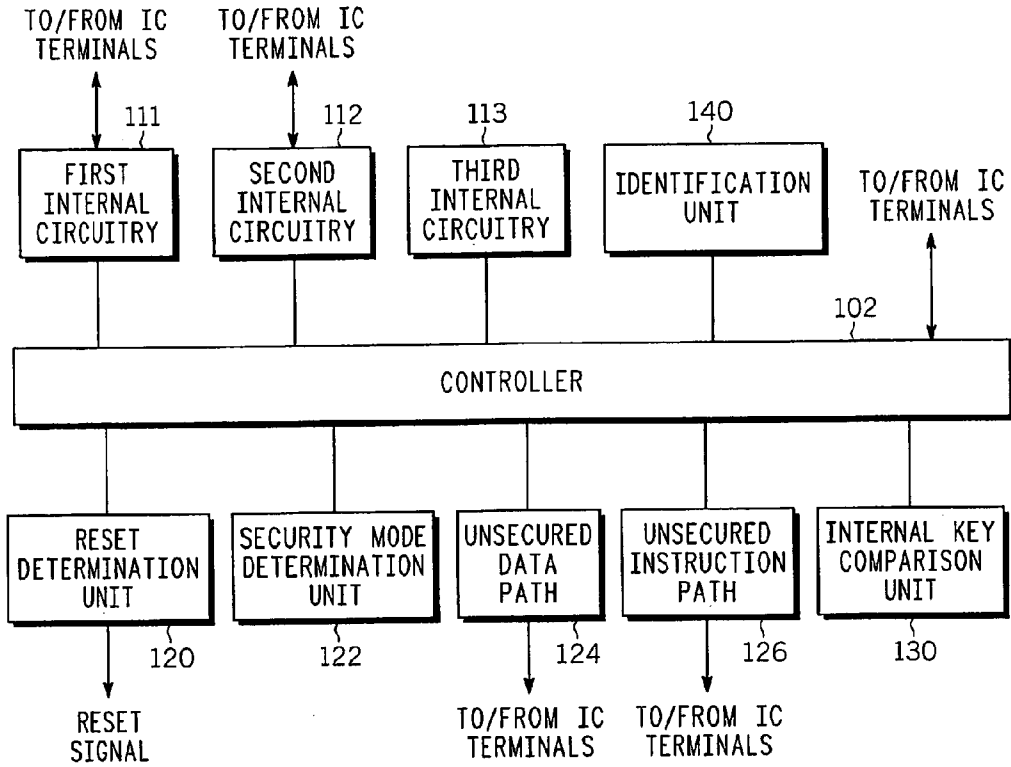 TO/FROM IC
TERMINALS
TO/FROM IC
TERMINALS
111
112
113
140
FIRST
INTERNAL
CIRCUITRY
SECOND
INTERNAL
CIRCUITRY
THIRD
INTERNAL
CIRCUITRY
IDENTIFICATION
UNIT
TO/FROM IC
TERMINALS
102
CONTROLLER
RESET
DETERMINATION
UNIT
SECURITY MODE
DETERMINATION
UNIT
UNSECURED
DATA
PATH
UNSECURED
INSTRUCTION
PATH
INTERNAL KEY
COMPARISON
UNIT
120
122
124
126
130
RESET
SIGNAL
TO/FROM IC
TERMINALS
TO/FROM IC
TERMINALS